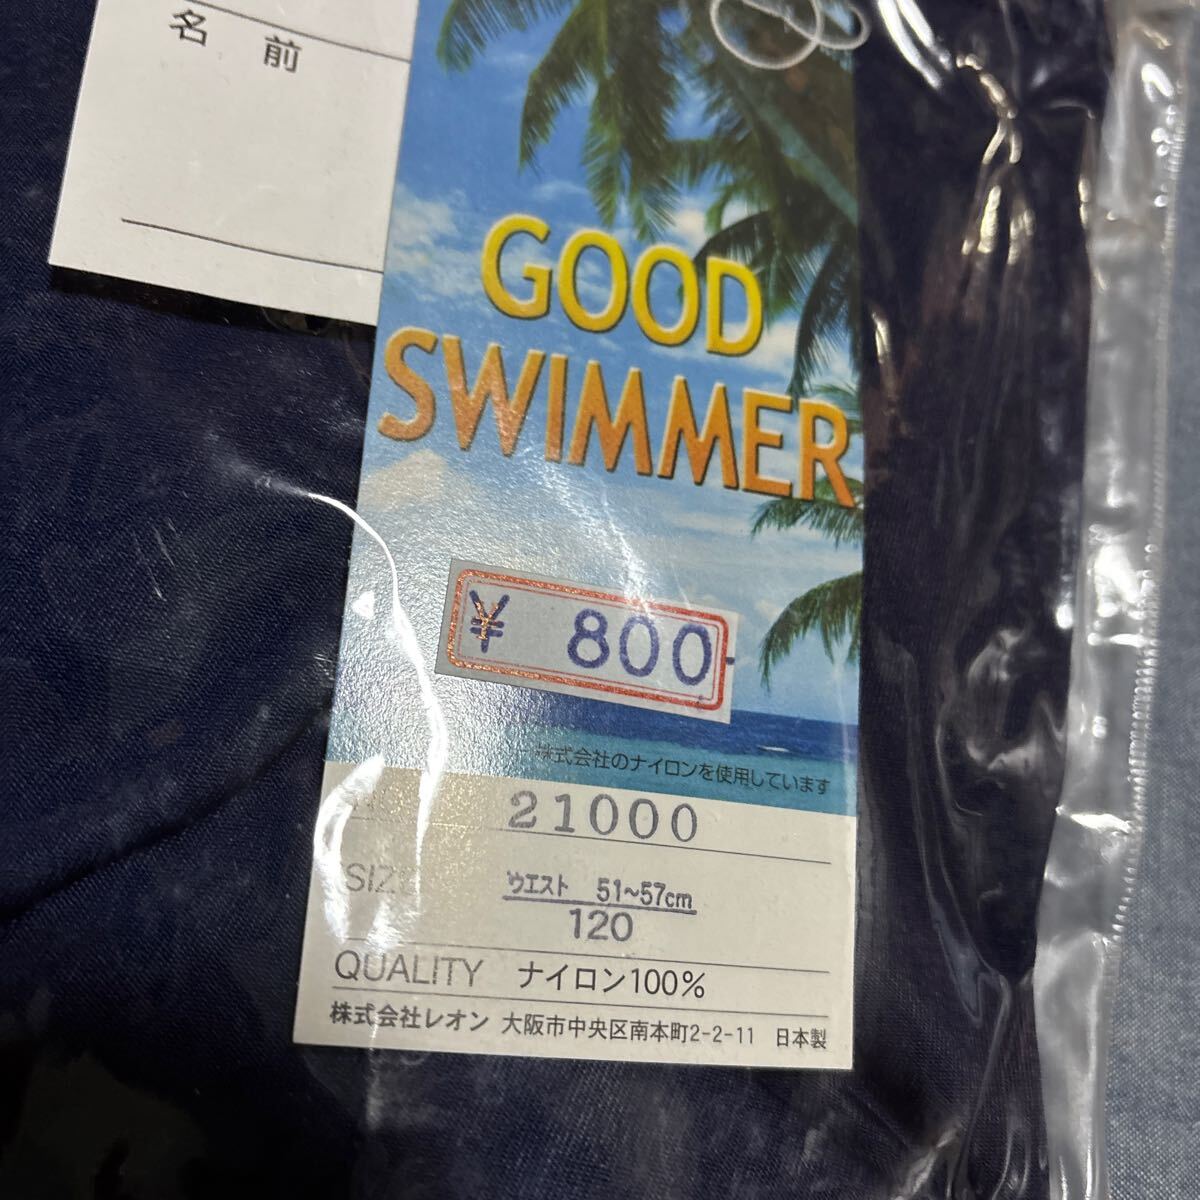 名前
GOOD
SWIMMER
¥ 800-
株式会社のナイロンを使用しています
21000
SIZE ウエスト 51~57cm
120
QUALITY ナイロン100%
株式会社レオン 大阪市中央区南本町2-2-11 日本製